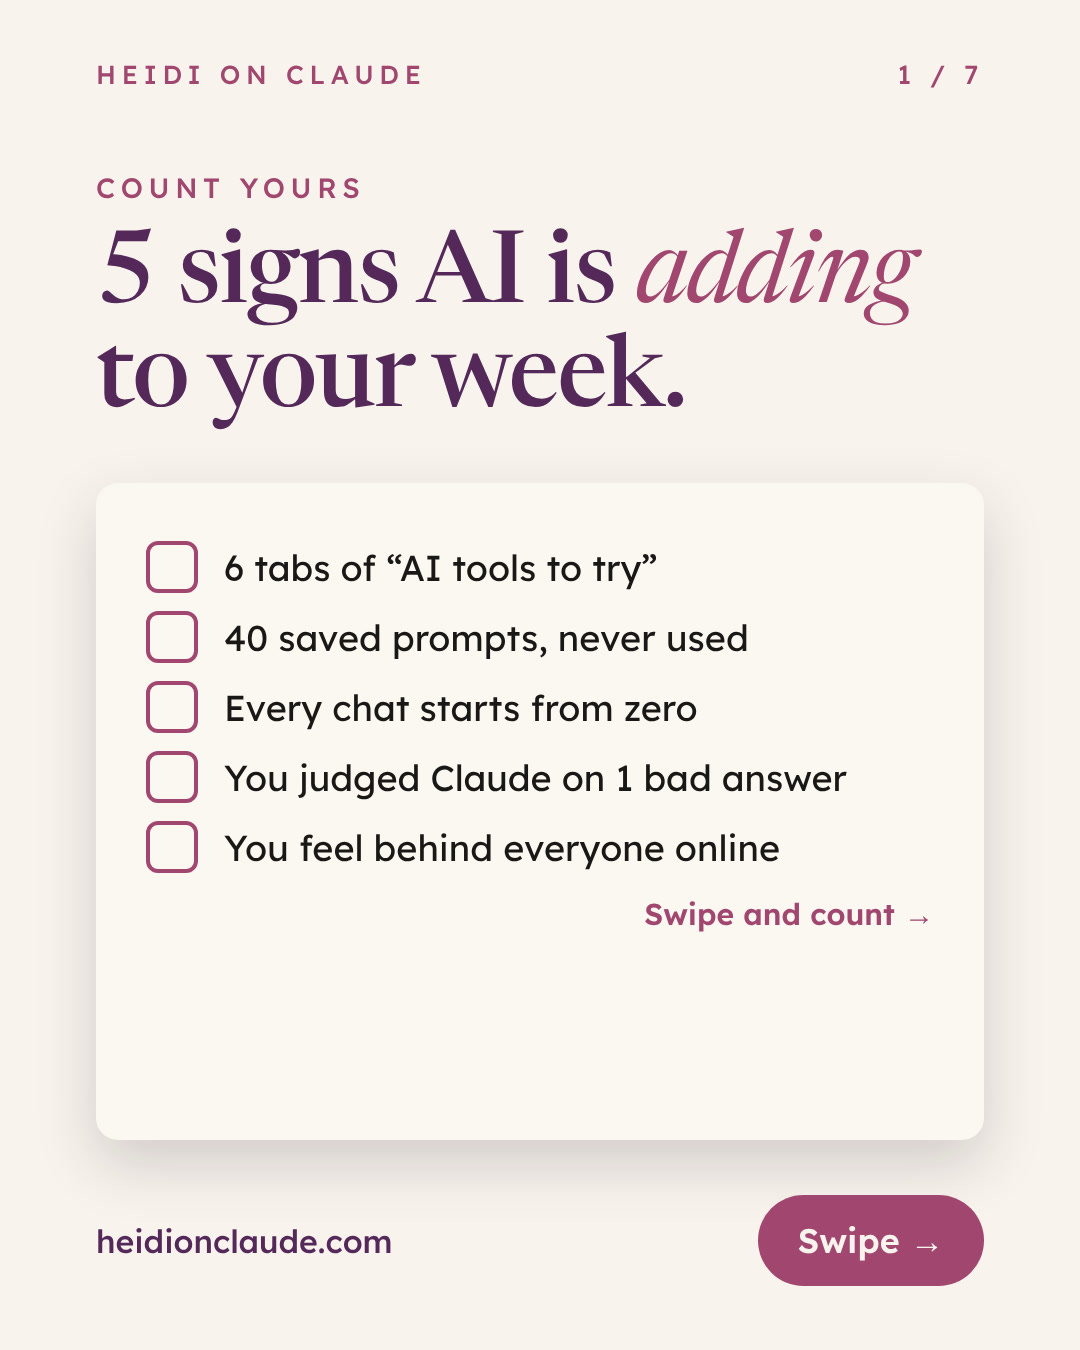 HEIDI ON CLAUDE
1 / 7
COUNT YOURS
5 signs AI is adding
to your week.
6 tabs of “AI tools to try”
40 saved prompts, never used
Every chat starts from zero
You judged Claude on 1 bad answer
You feel behind everyone online
Swipe and count →
heidionclaude.com
Swipe →